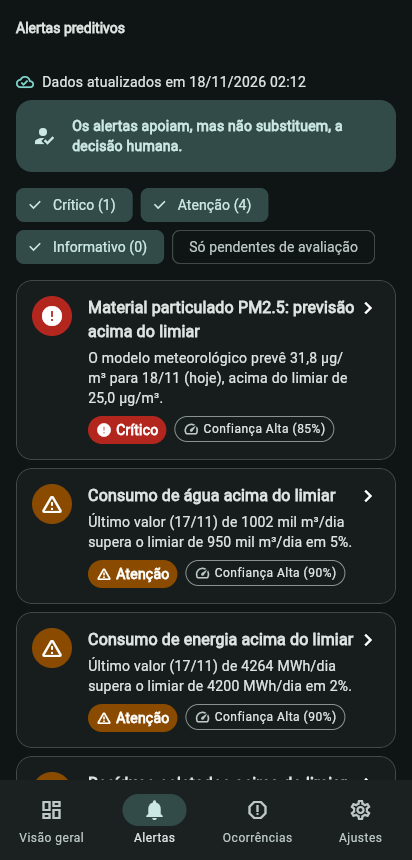 Alertas preditivos
Dados atualizados em 18/11/2026 02:12
Os alertas apoiam, mas não substituem, a
decisão humana.
Crítico (1)
Atenção (4)
Informativo (0)
Só pendentes de avaliação
Material particulado PM2.5: previsão
acima do limiar
O modelo meteorológico prevê 31,8 µg/
m³ para 18/11 (hoje), acima do limiar de
25,0 µg/m³.
Crítico
Confiança Alta (85%)
Consumo de água acima do limiar
Último valor (17/11) de 1002 mil m³/dia
supera o limiar de 950 mil m³/dia em 5%.
Atenção
Confiança Alta (90%)
Consumo de energia acima do limiar
Último valor (17/11) de 4264 MWh/dia
supera o limiar de 4200 MWh/dia em 2%.
Atenção
Confiança Alta (90%)
Visão geral
Alertas
Ocorrências
Ajustes